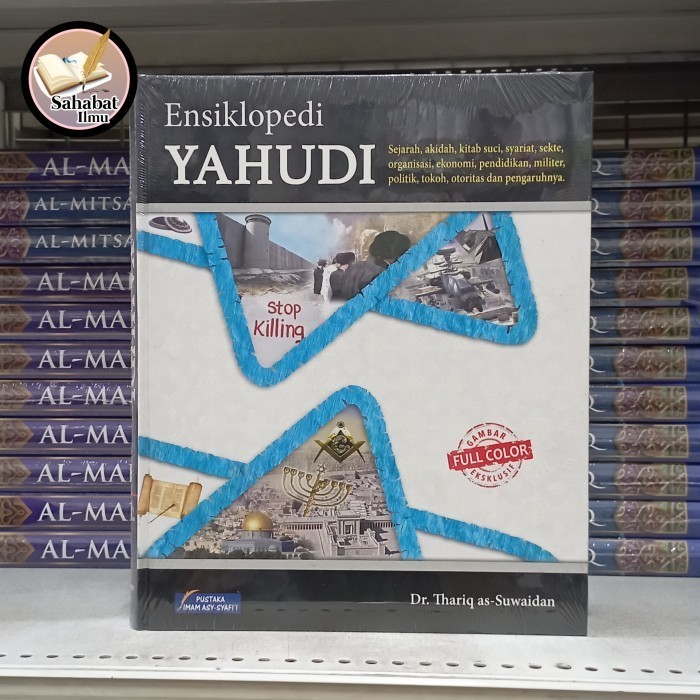 Sahabat
Ilmu
Ensiklopedi
YAHUDI
Sejarah, akidah, kitab suci, syariat, sekte,
organisasi, ekonomi, pendidikan, militer,
politik, tokoh, otoritas dan pengaruhnya.
STOP
Killing
GAMBAR
FULL COLOR
EKSKLUSIF
PUSTAKA
IMAM ASY-SYAFI'I
Dr. Thariq as-Suwaidan
AL-MA
AL-MITSA
AL-MITSA
AL-MA
AL-MA
AL-MA
AL-MA
AL-MA
AL-MA
AL-MA
AL-MA